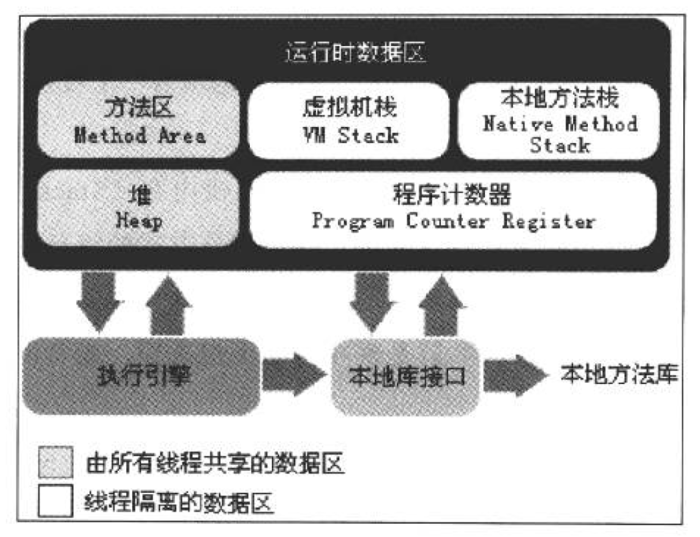 运行时数据区
方法区
Method Area
虚拟机栈
VM Stack
本地方法栈
Native Method
Stack
堆
Heap
程序计数器
Program Counter Register
执行引擎
本地库接口
本地方法库
由所有线程共享的数据区
线程隔离的数据区